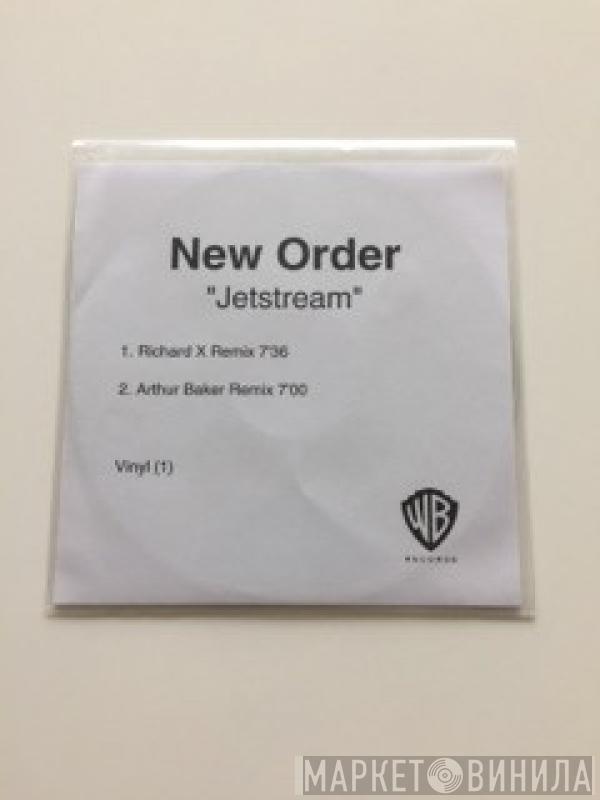 New Order
"Jetstream"
1. Richard X Remix 7'36
2. Arthur Baker Remix 7'00
Vinyl (1)
WB
RECORDS
МАРКЕТ ВИНИЛА